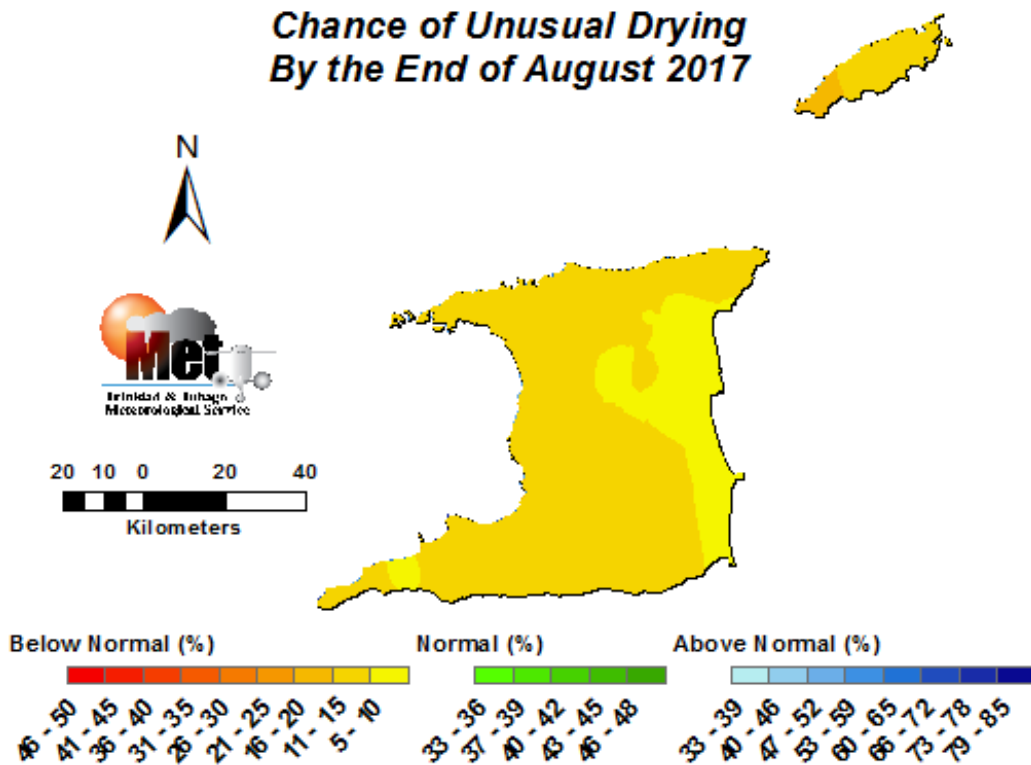 Chance of Unusual Drying
By the End of August 2017
N
Met
Trinidad & Tobago
Meteorological Service
20 10 0 20 40
Kilometers
Below Normal (%)
46 - 50
41 - 45
36 - 40
31 - 35
26 - 30
21 - 25
16 - 20
11 - 15
5 - 10
Normal (%)
33 - 36
37 - 39
40 - 42
43 - 45
46 - 48
Above Normal (%)
33 - 39
40 - 46
47 - 52
53 - 59
60 - 65
66 - 72
73 - 78
79 - 85